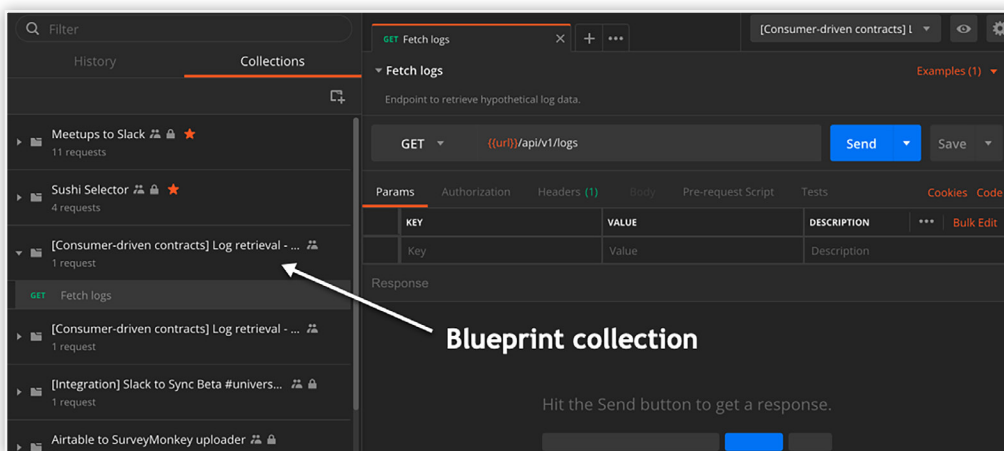 Filter
History Collections
Meetups to Slack
11 requests
Sushi Selector
4 requests
[Consumer-driven contracts] Log retrieval - ...
1 request
GET Fetch logs
[Consumer-driven contracts] Log retrieval - ...
1 request
[Integration] Slack to Sync Beta #univers...
1 request
Airtable to SurveyMonkey uploader
GET Fetch logs
[Consumer-driven contracts] L
Fetch logs
Examples (1)
Endpoint to retrieve hypothetical log data.
GET {{url}}/api/v1/logs Send Save
Params Authorization Headers (1) Body Pre-request Script Tests Cookies Code
KEY VALUE DESCRIPTION ••• Bulk Edit
Key Value Description
Response
Blueprint collection
Hit the Send button to get a response.